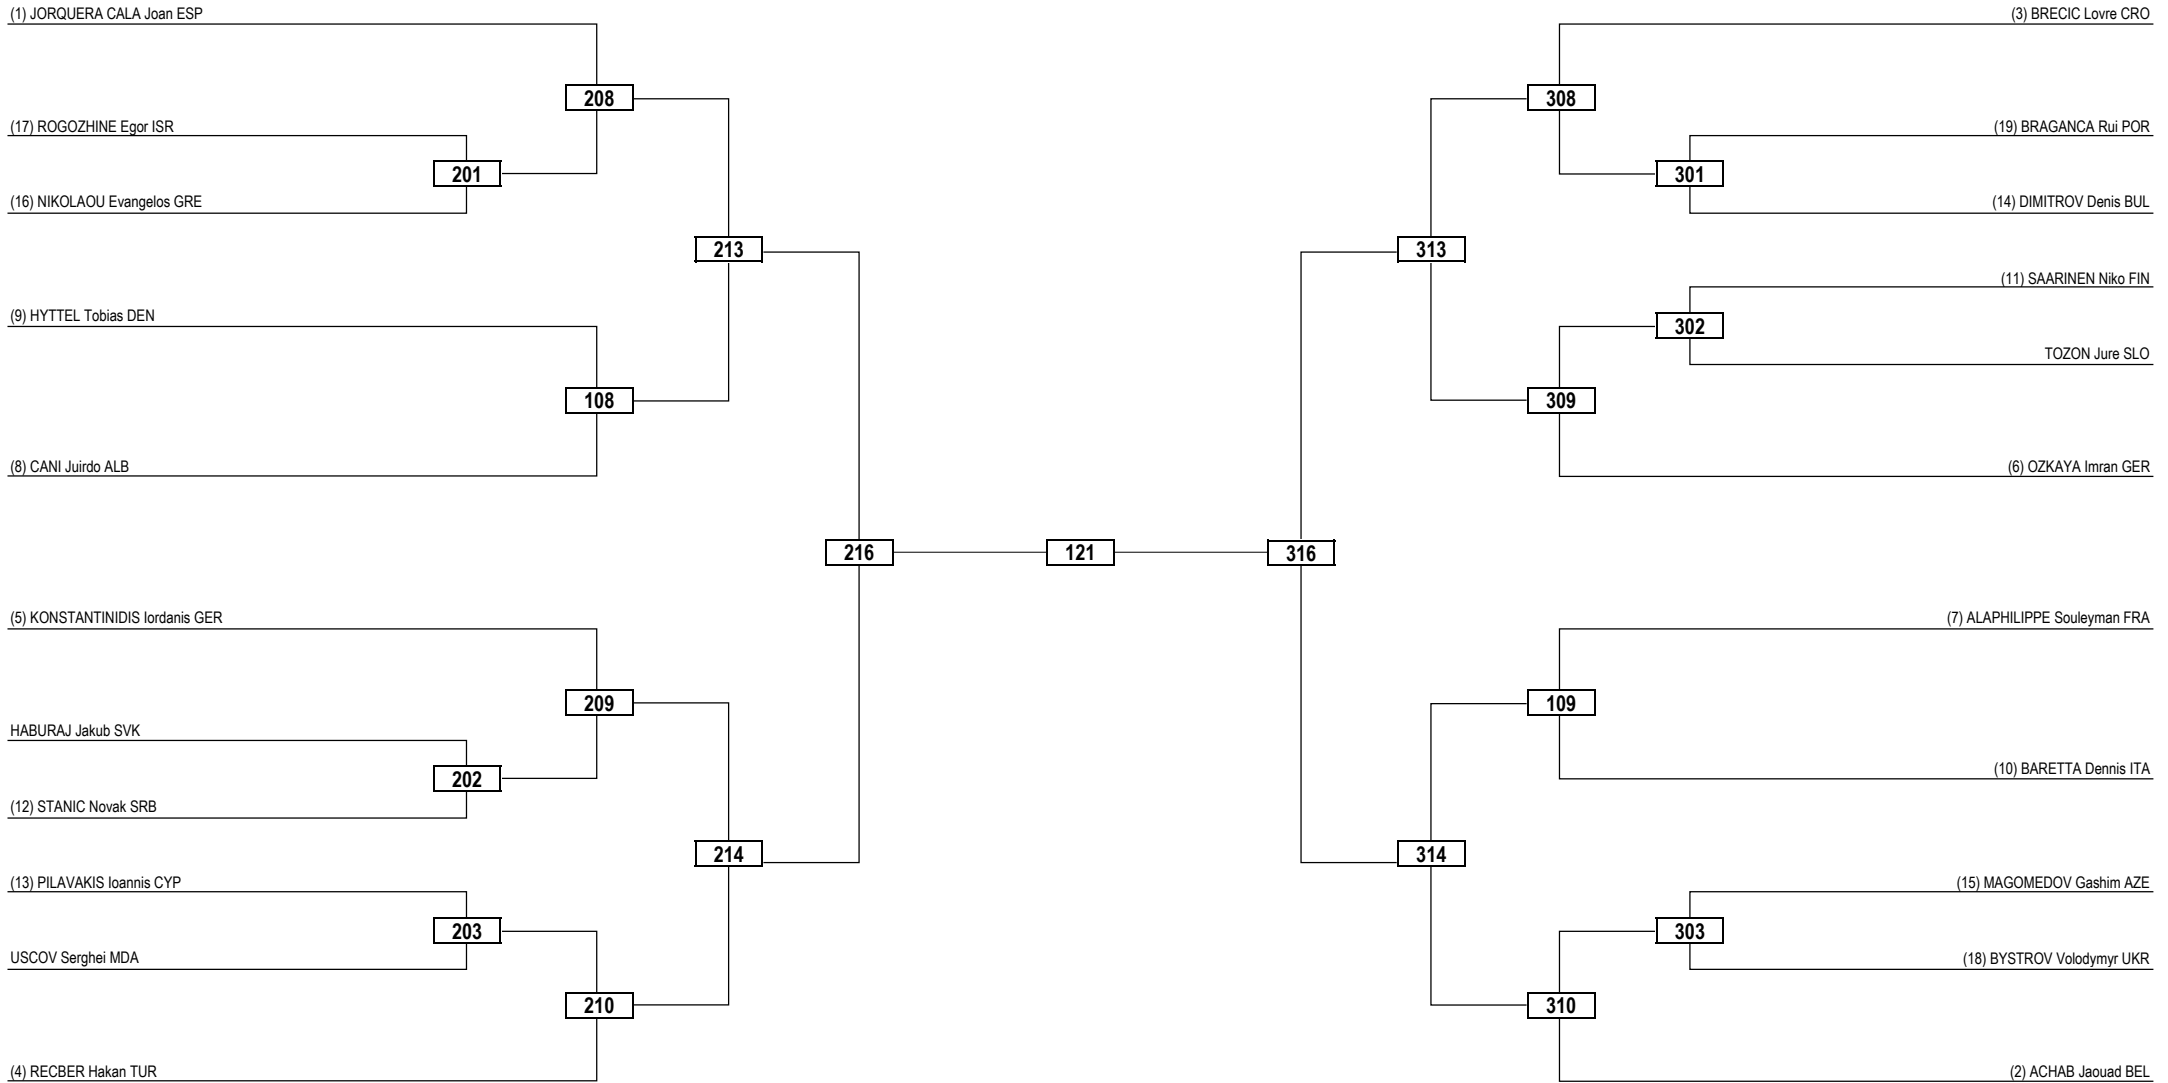 (1) JORQUERA CALA Joan ESP
208
(17) ROGOZHINE Egor ISR
201
(16) NIKOLAOU Evangelos GRE
213
(9) HYTTEL Tobias DEN
108
(8) CANI Juirdo ALB
216
(5) KONSTANTINIDIS Iordanis GER
209
HABURAJ Jakub SVK
202
(12) STANIC Novak SRB
214
(13) PILAVAKIS Ioannis CYP
203
USCOV Serghei MDA
210
(4) RECBER Hakan TUR
121
(3) BRECIC Lovre CRO
308
(19) BRAGANCA Rui POR
301
(14) DIMITROV Denis BUL
313
(11) SAARINEN Niko FIN
302
TOZON Jure SLO
309
(6) OZKAYA Imran GER
316
(7) ALAPHILIPPE Souleyman FRA
109
(10) BARETTA Dennis ITA
314
(15) MAGOMEDOV Gashim AZE
303
(18) BYSTROV Volodymyr UKR
310
(2) ACHAB Jaouad BEL